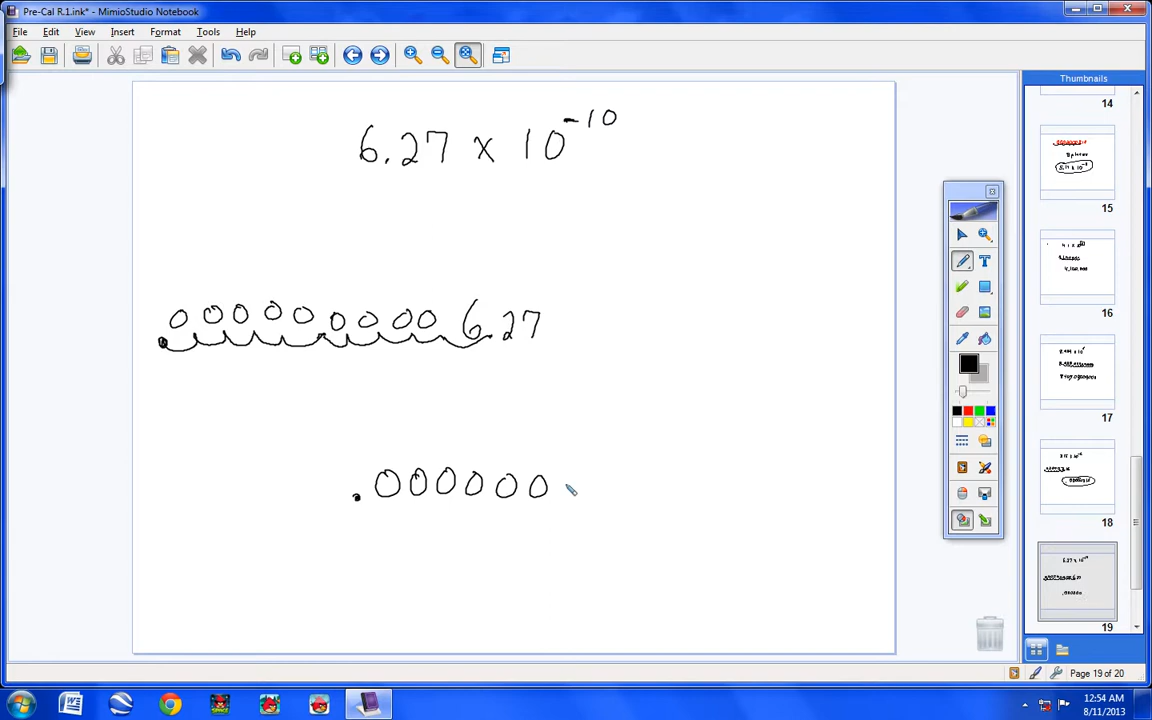 Pre-Cal R.1.ink* - MimioStudio Notebook
File Edit View Insert Format Tools Help
Thumbnails
6.27 x 10^-10
14
15
16
17
18
19
0000000006.27
.000000
Page 19 of 20
12:54 AM
8/11/2013